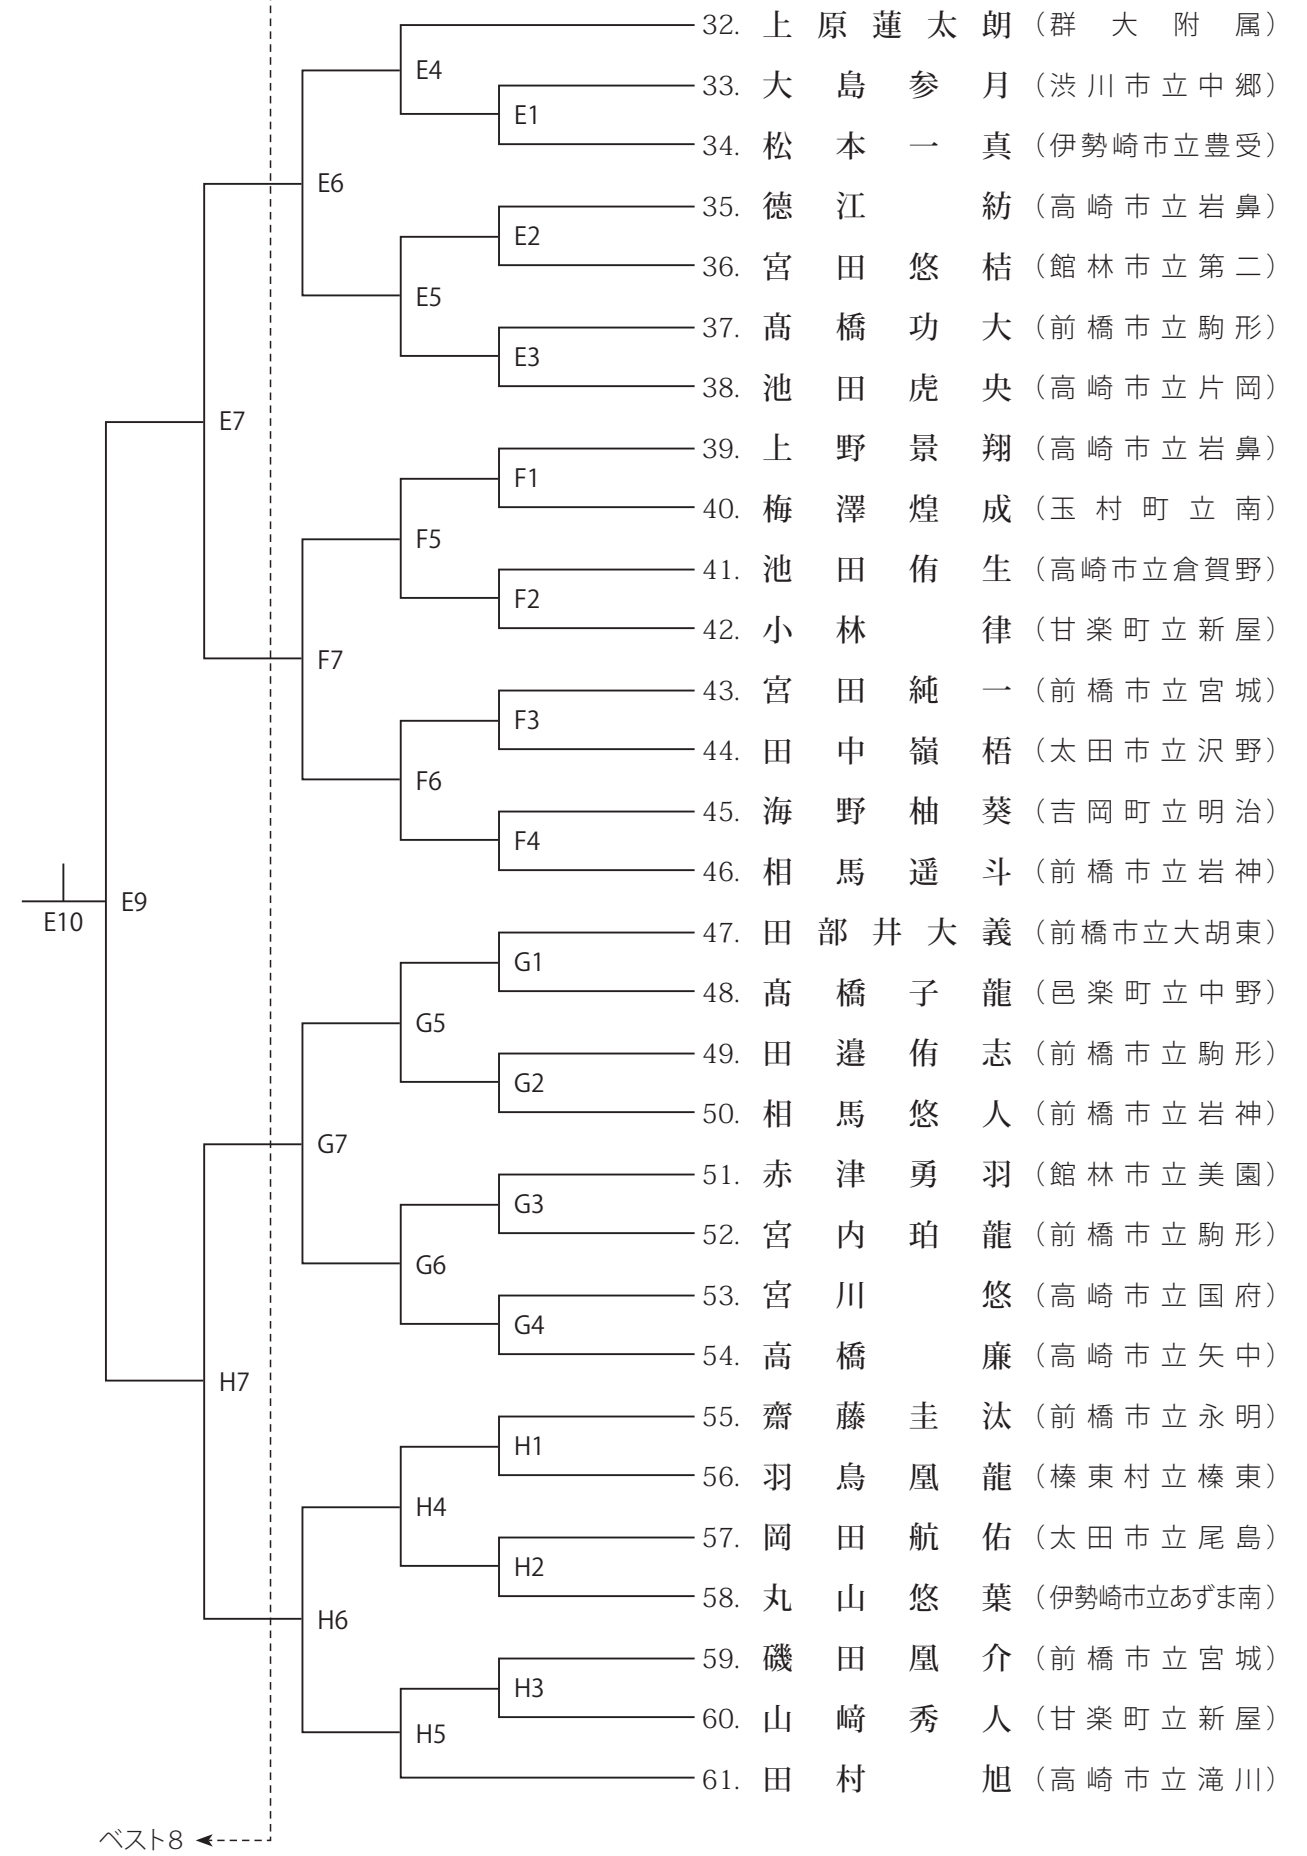 32. 上原蓮太朗（群大附属）
E4
33. 大島参月（渋川市立中郷）
E1
34. 松本一真（伊勢崎市立豊受）
E6
35. 德江紡（高崎市立岩鼻）
E2
36. 宮田悠桔（館林市立第二）
E5
37. 髙橋功大（前橋市立駒形）
E3
38. 池田虎央（高崎市立片岡）
E7
39. 上野景翔（高崎市立岩鼻）
F1
40. 梅澤煌成（玉村町立南）
F5
41. 池田侑生（高崎市立倉賀野）
F2
42. 小林律（甘楽町立新屋）
F7
43. 宮田純一（前橋市立宮城）
F3
44. 田中嶺梧（太田市立沢野）
F6
45. 海野柚葵（吉岡町立明治）
F4
46. 相馬遥斗（前橋市立岩神）
E9
E10
47. 田部井大義（前橋市立大胡東）
G1
48. 髙橋子龍（邑楽町立中野）
G5
49. 田邉侑志（前橋市立駒形）
G2
50. 相馬悠人（前橋市立岩神）
G7
51. 赤津勇羽（館林市立美園）
G3
52. 宮内珀龍（前橋市立駒形）
G6
53. 宮川悠（高崎市立国府）
G4
54. 高橋廉（高崎市立矢中）
H7
55. 齋藤圭汰（前橋市立永明）
H1
56. 羽鳥凰龍（榛東村立榛東）
H4
57. 岡田航佑（太田市立尾島）
H2
58. 丸山悠葉（伊勢崎市立あずま南）
H6
59. 磯田凰介（前橋市立宮城）
H3
60. 山﨑秀人（甘楽町立新屋）
H5
61. 田村旭（高崎市立滝川）
ベスト8